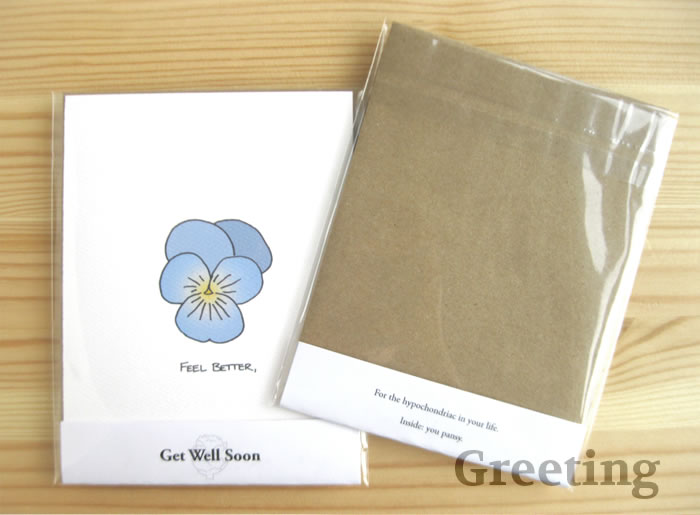 FEEL BETTER,
Get Well Soon
For the hypochondriac in your life.
Inside: you pansy.
Greeting